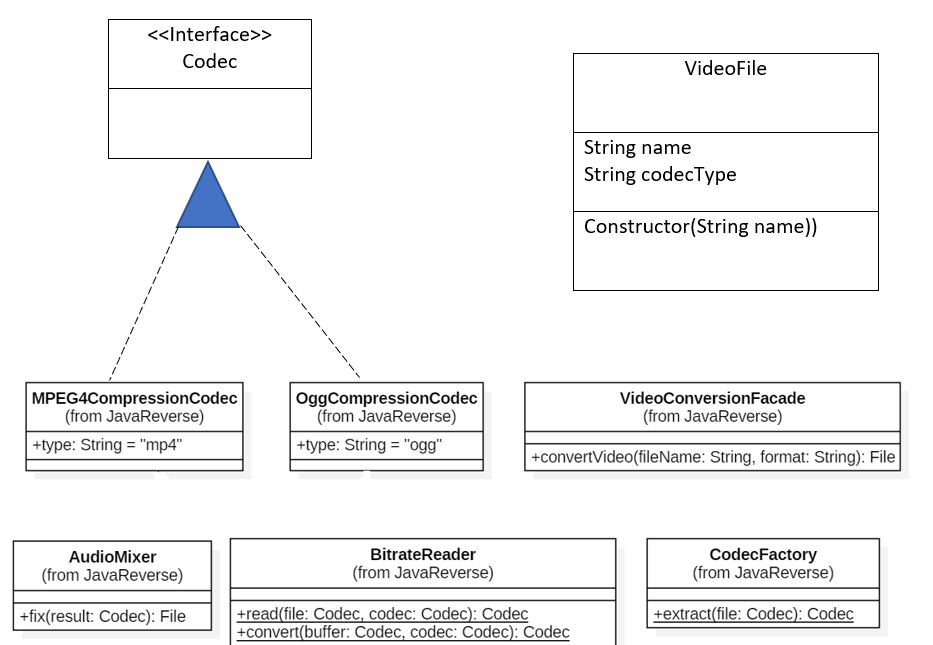 <<Interface>>
Codec
VideoFile
String name
String codecType
Constructor(String name))
MPEG4CompressionCodec
(from JavaReverse)
+type: String = "mp4"
OggCompressionCodec
(from JavaReverse)
+type: String = "ogg"
VideoConversionFacade
(from JavaReverse)
+convertVideo(fileName: String, format: String): File
AudioMixer
(from JavaReverse)
+fix(result: Codec): File
BitrateReader
(from JavaReverse)
+read(file: Codec, codec: Codec): Codec
+convert(buffer: Codec, codec: Codec): Codec
CodecFactory
(from JavaReverse)
+extract(file: Codec): Codec